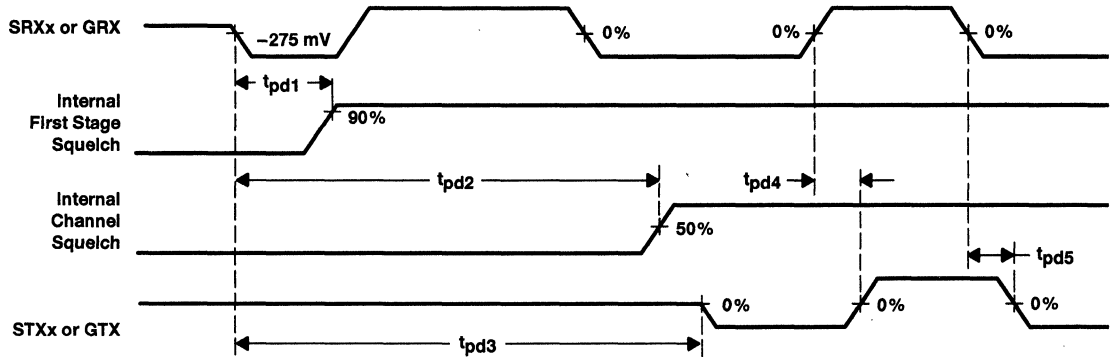 SRXx or GRX
−275 mV
0%
0%
0%
tpd1
Internal
First Stage
Squelch
90%
tpd2
tpd4
Internal
Channel
Squelch
50%
tpd5
STXx or GTX
0%
0%
0%
tpd3